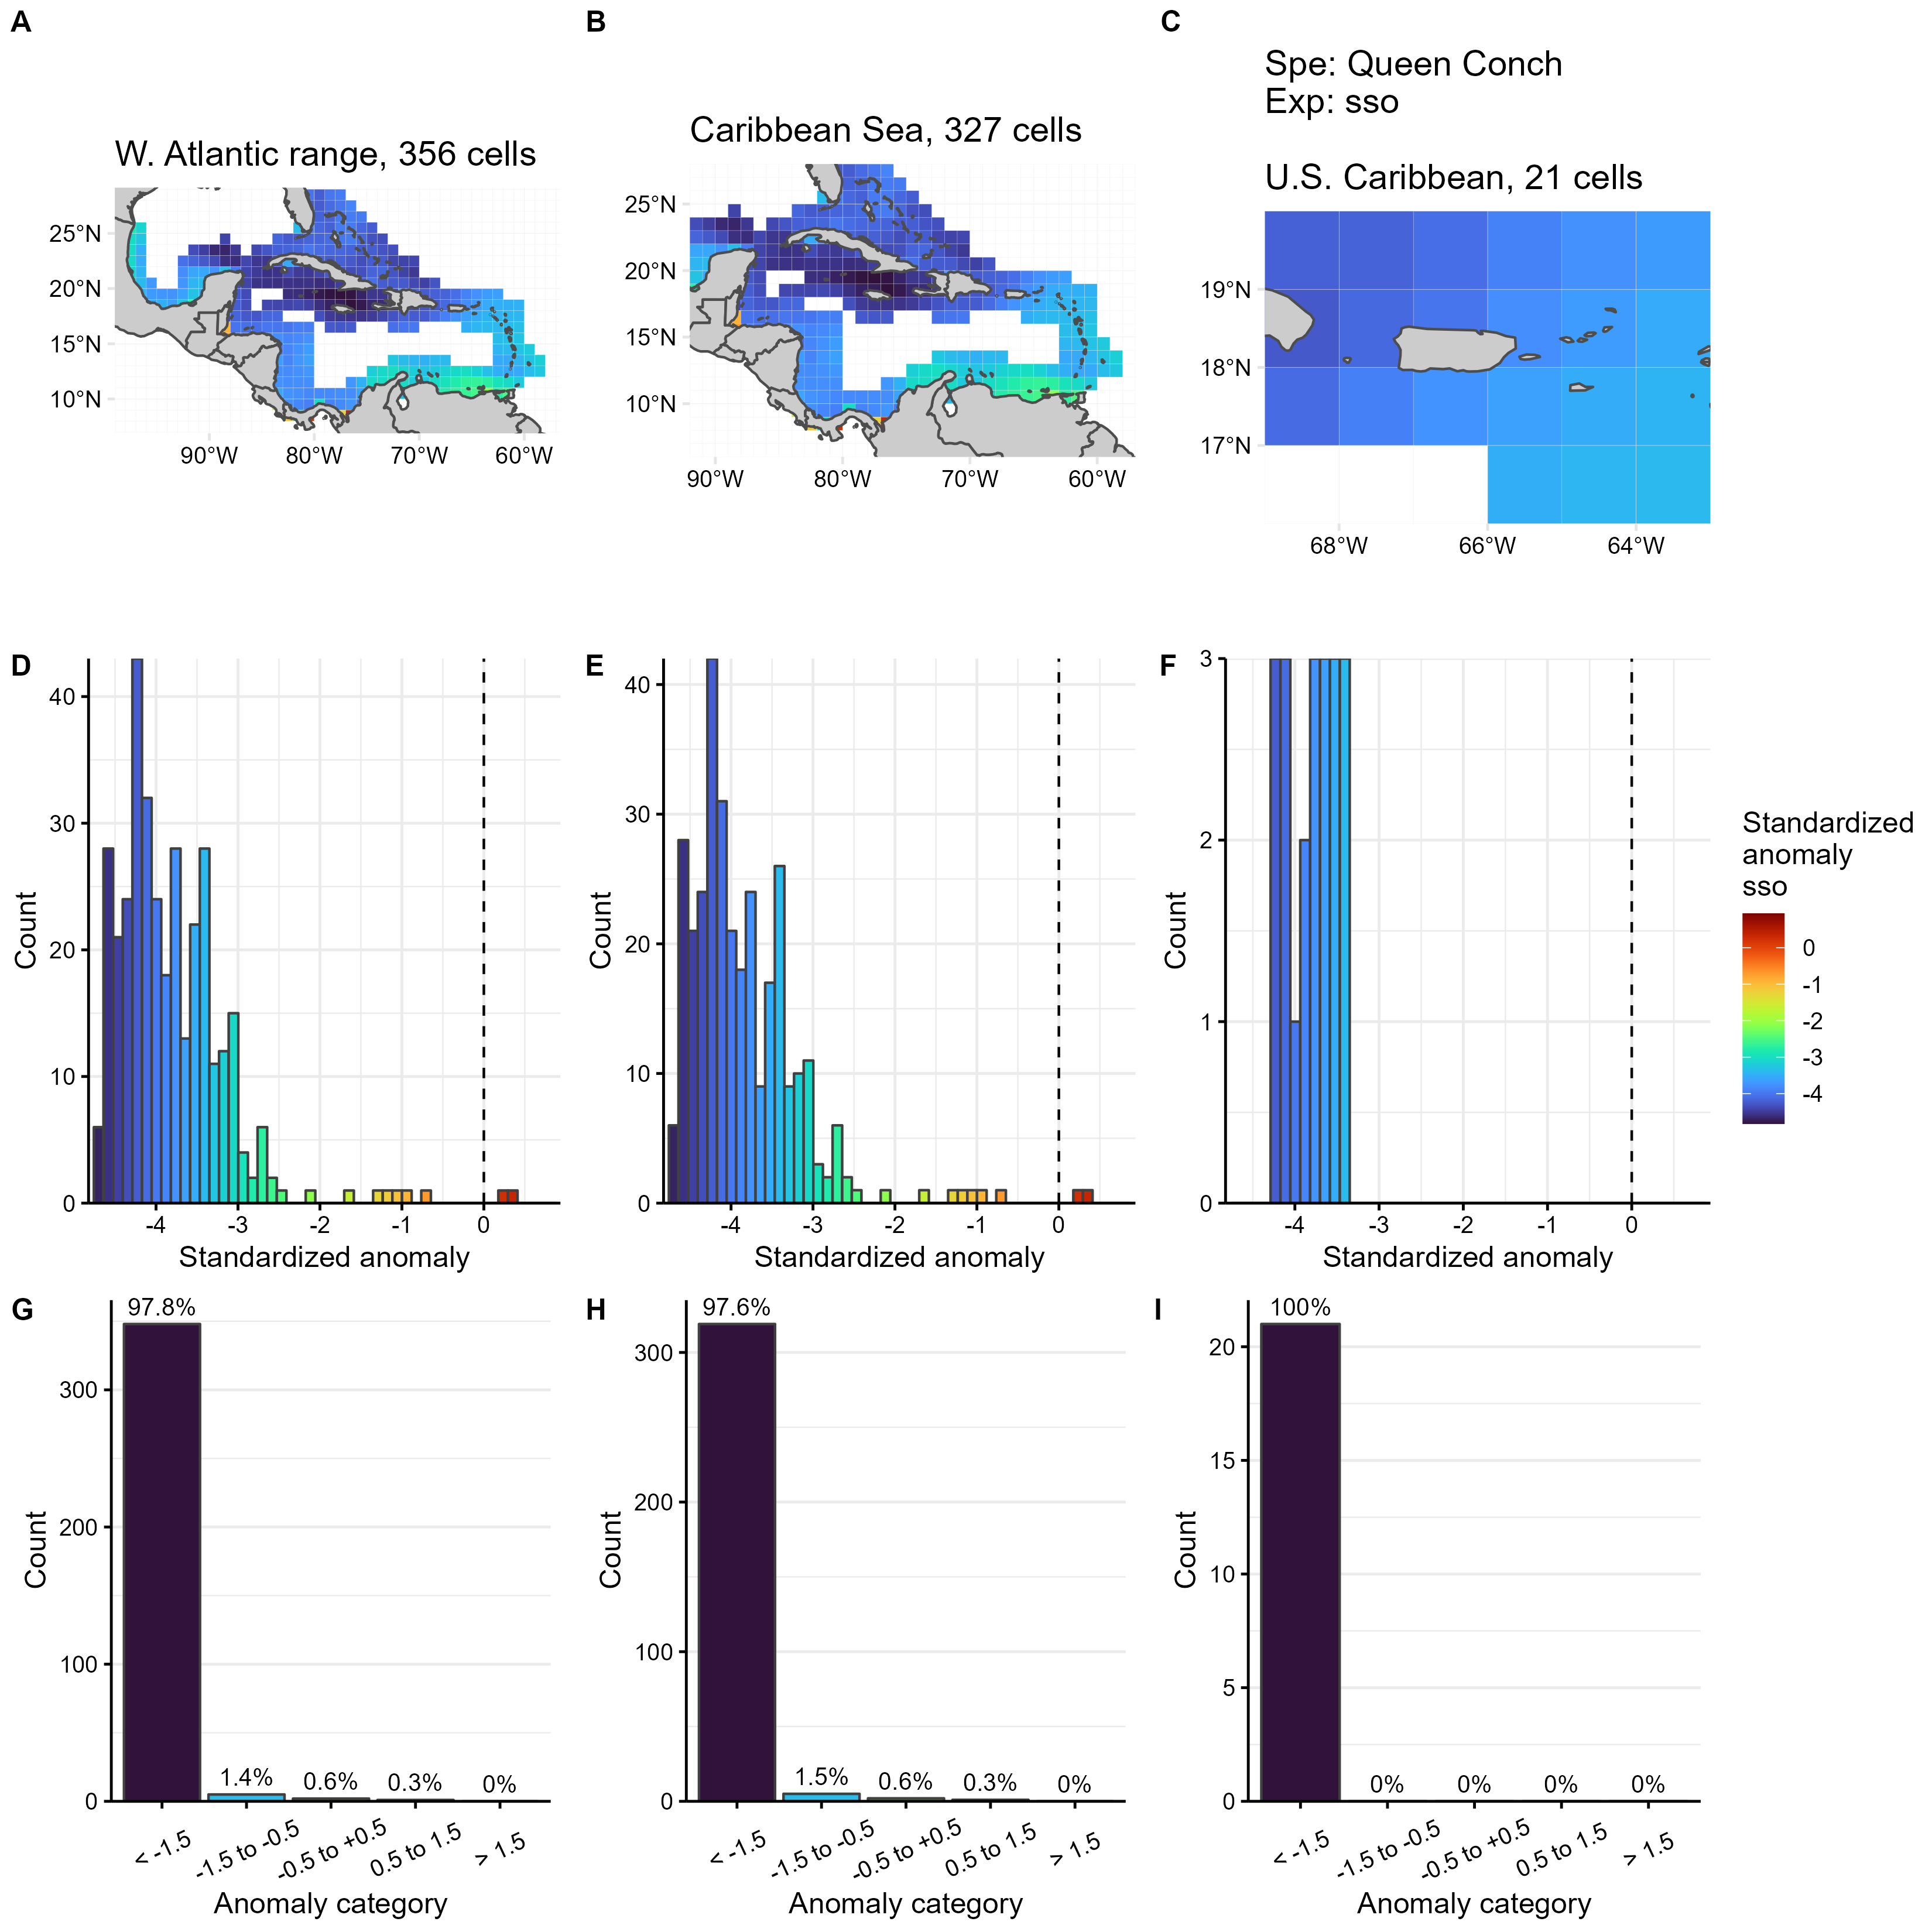 A
B
C
Spe: Queen Conch
Exp: sso
W. Atlantic range, 356 cells
Caribbean Sea, 327 cells
U.S. Caribbean, 21 cells
25°N
20°N
15°N
10°N
90°W 80°W 70°W 60°W
25°N
20°N
15°N
10°N
90°W 80°W 70°W 60°W
19°N
18°N
17°N
68°W 66°W 64°W
D
Count
40
30
20
10
0
-4 -3 -2 -1 0
Standardized anomaly
E
Count
40
30
20
10
0
-4 -3 -2 -1 0
Standardized anomaly
F
Count
3
2
1
0
-4 -3 -2 -1 0
Standardized anomaly
Standardized
anomaly
sso
0
-1
-2
-3
-4
G
Count
300
200
100
0
97.8% 1.4% 0.6% 0.3% 0%
< -1.5 -1.5 to -0.5 -0.5 to +0.5 0.5 to 1.5 > 1.5
Anomaly category
H
Count
300
200
100
0
97.6% 1.5% 0.6% 0.3% 0%
< -1.5 -1.5 to -0.5 -0.5 to +0.5 0.5 to 1.5 > 1.5
Anomaly category
I
Count
20
15
10
5
0
100% 0% 0% 0% 0%
< -1.5 -1.5 to -0.5 -0.5 to +0.5 0.5 to 1.5 > 1.5
Anomaly category